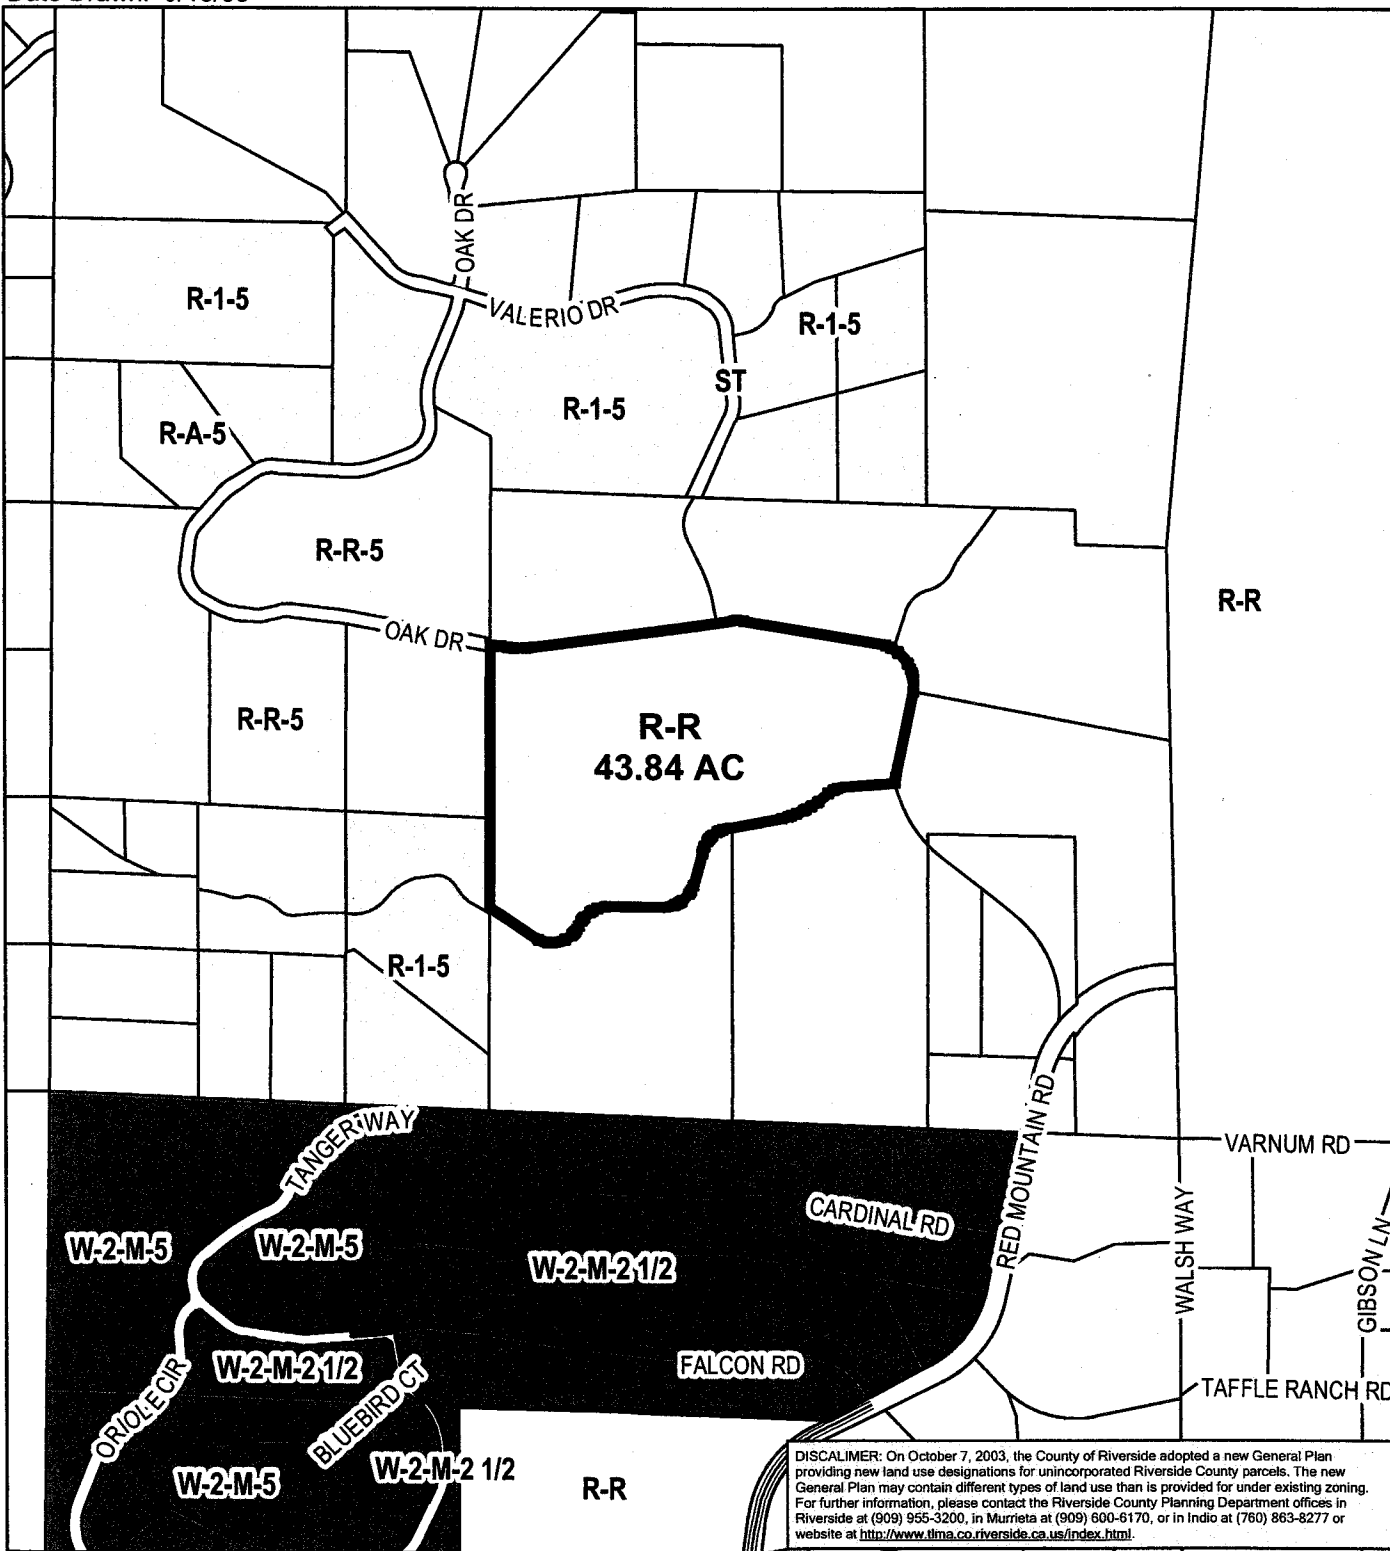 OAK DR
VALERIO DR
R-1-5
R-1-5
ST
R-1-5
R-A-5
R-R-5
R-R
OAK DR
R-R-5
R-R
43.84 AC
R-1-5
RED MOUNTAIN RD
TANGER WAY
VARNUM RD
CARDINAL RD
WALSH WAY
GIBSON LN
W-2-M-5
W-2-M-5
W-2-M-2 1/2
W-2-M-2 1/2
FALCON RD
ORIOLE CIR
BLUEBIRD CT
TAFFLE RANCH RD
W-2-M-5
W-2-M-2 1/2
R-R
DISCALIMER: On October 7, 2003, the County of Riverside adopted a new General Plan
providing new land use designations for unincorporated Riverside County parcels. The new
General Plan may contain different types of land use than is provided for under existing zoning.
For further information, please contact the Riverside County Planning Department offices in
Riverside at (909) 955-3200, in Murrieta at (909) 600-6170, or in Indio at (760) 863-8277 or
website at http://www.tlma.co.riverside.ca.us/index.html.